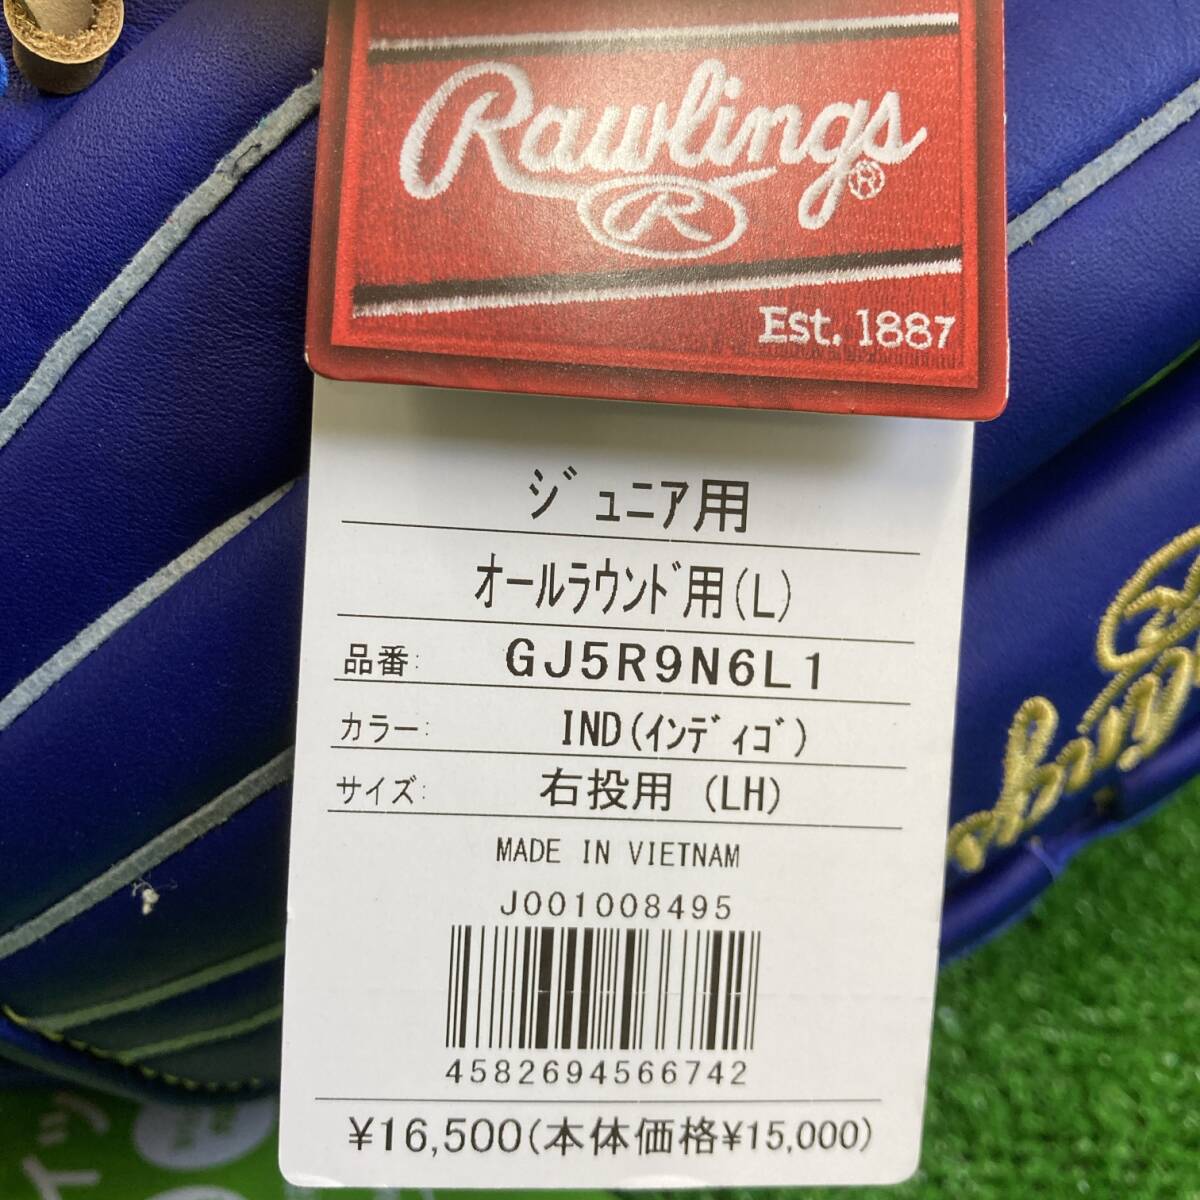 Rawlings®
R
Est. 1887
ジュニア用
オールラウンド用(L)
品番: GJ5R9N6L1
カラー: IND(インディゴ)
サイズ: 右投用 (LH)
MADE IN VIETNAM
J001008495
4582694566742
¥16,500(本体価格¥15,000)